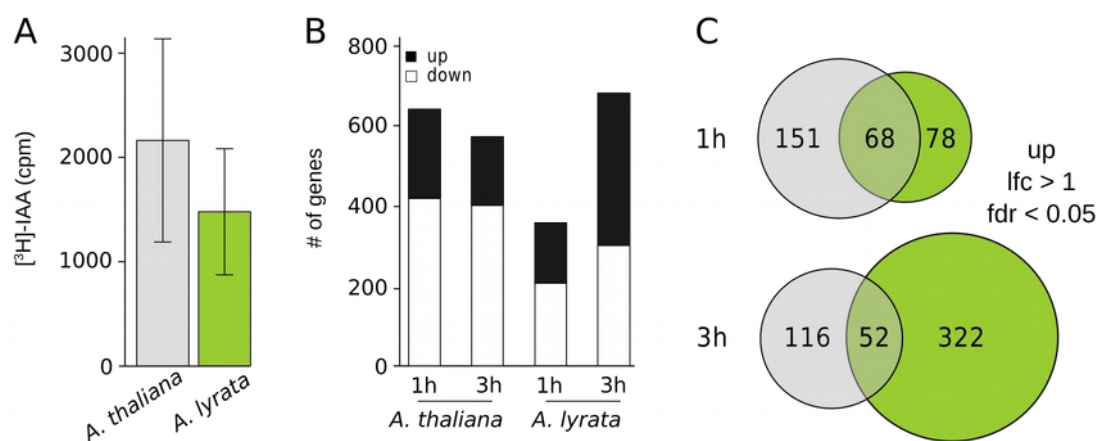 A
[³H]-IAA (cpm)
3000
2000
1000
0
A. thaliana
A. lyrata
B
# of genes
800
600
400
200
0
up
down
1h
3h
1h
3h
A. thaliana
A. lyrata
C
1h
151
68
78
up
lfc > 1
fdr < 0.05
3h
116
52
322